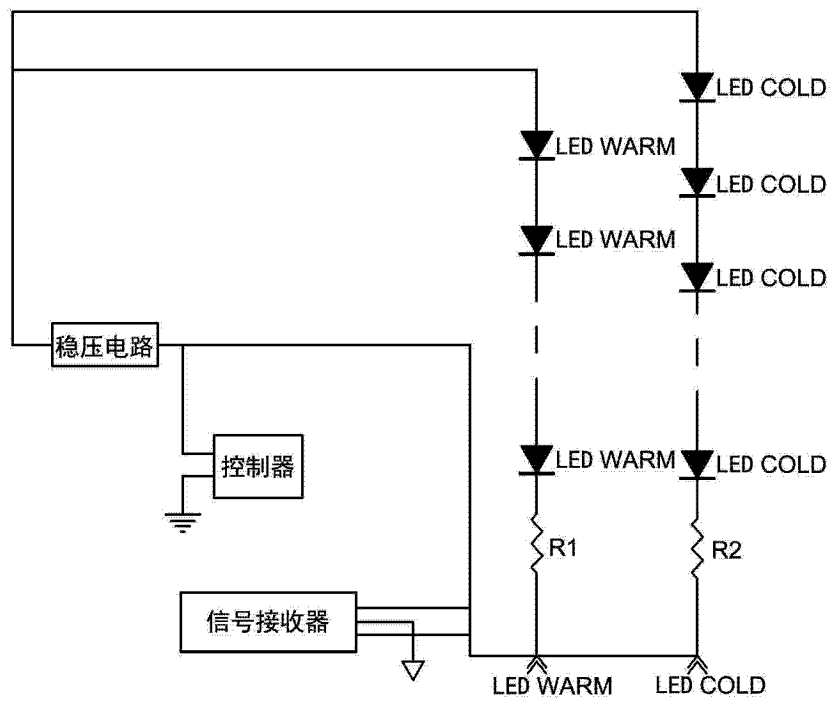 LED COLD
LED WARM
LED COLD
LED WARM
LED COLD
稳压电路
控制器
LED WARM
LED COLD
R1
R2
信号接收器
LED WARM
LED COLD